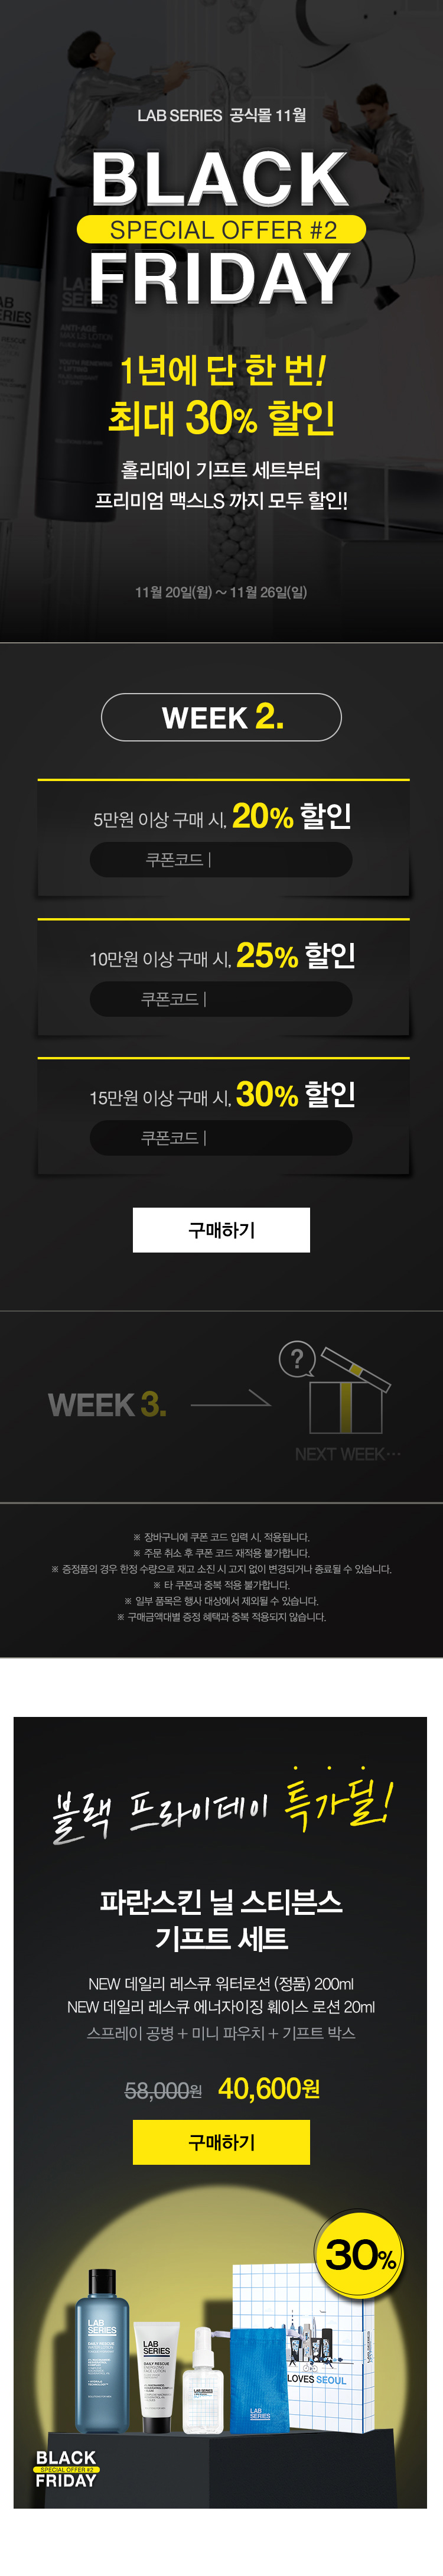 LAB SERIES 공식몰 11월
BLACK
SPECIAL OFFER #2
FRIDAY
1년에 단 한 번!
최대 30% 할인
홀리데이 기프트 세트부터
프리미엄 맥스LS 까지 모두 할인!
11월 20일(월) ~ 11월 26일(일)
WEEK 2.
5만원 이상 구매 시, 20% 할인
쿠폰코드 |
10만원 이상 구매 시, 25% 할인
쿠폰코드 |
15만원 이상 구매 시, 30% 할인
쿠폰코드 |
구매하기
?
WEEK 3.
NEXT WEEK···
※ 장바구니에 쿠폰 코드 입력 시, 적용됩니다.
※ 주문 취소 후 쿠폰 코드 재적용 불가합니다.
※ 증정품의 경우 한정 수량으로 재고 소진 시 고지 없이 변경되거나 종료될 수 있습니다.
※ 타 쿠폰과 중복 적용 불가합니다.
※ 일부 품목은 행사 대상에서 제외될 수 있습니다.
※ 구매금액대별 증정 혜택과 중복 적용되지 않습니다.
블랙 프라이데이 특가딜!
파란스킨 닐 스티븐스
기프트 세트
NEW 데일리 레스큐 워터로션 (정품) 200ml
NEW 데일리 레스큐 에너자이징 훼이스 로션 20ml
스프레이 공병 + 미니 파우치 + 기프트 박스
58,000원 40,600원
구매하기
30%
LAB
SERIES
DAILY RESCUE
LAB
SERIES
DAILY RESCUE
ENERGIZING
FACE LOTION
LAB SERIES
LOVES SEOUL
LAB
SERIES
BLACK
SPECIAL OFFER #2
FRIDAY